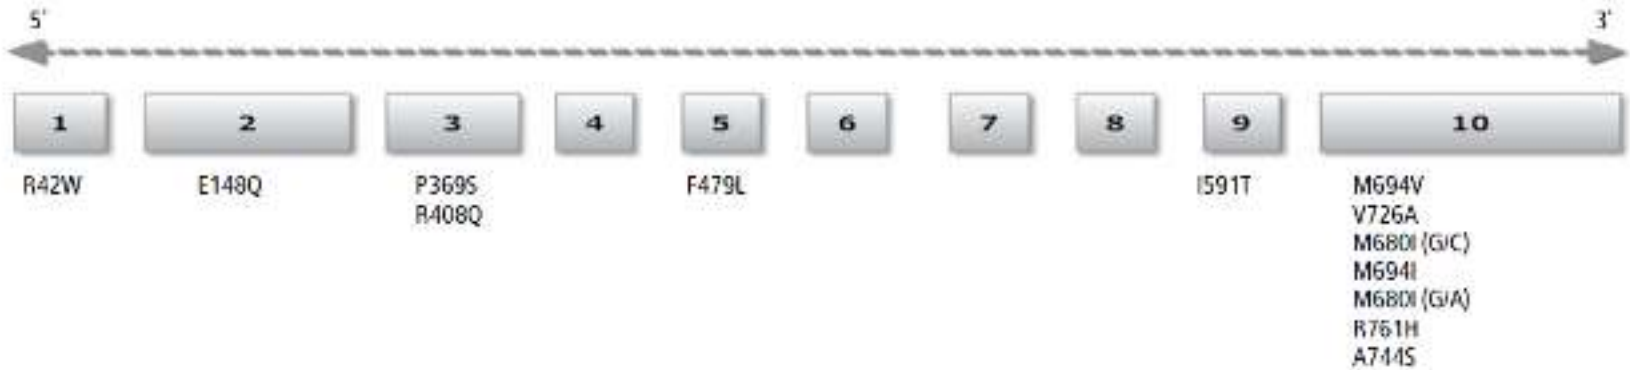 5' 3'
1 2 3 4 5 6 7 8 9 10
R42W E148Q P369S F479L I591T M694V
R408Q V726A
M680I (G/C)
M694I
M680I (G/A)
R761H
A744S